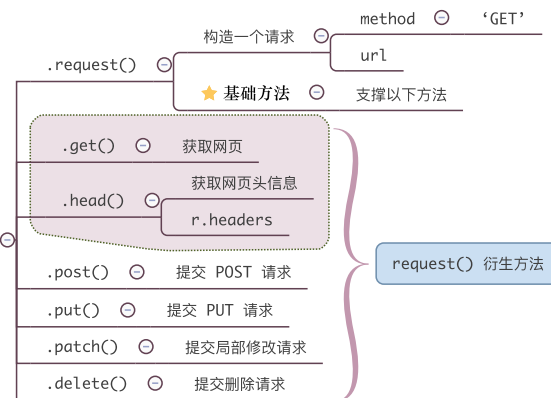 .request()
构造一个请求
method
‘GET’
url
基础方法
支撑以下方法
.get()
获取网页
.head()
获取网页头信息
r.headers
.post()
提交 POST 请求
.put()
提交 PUT 请求
.patch()
提交局部修改请求
.delete()
提交删除请求
request() 衍生方法